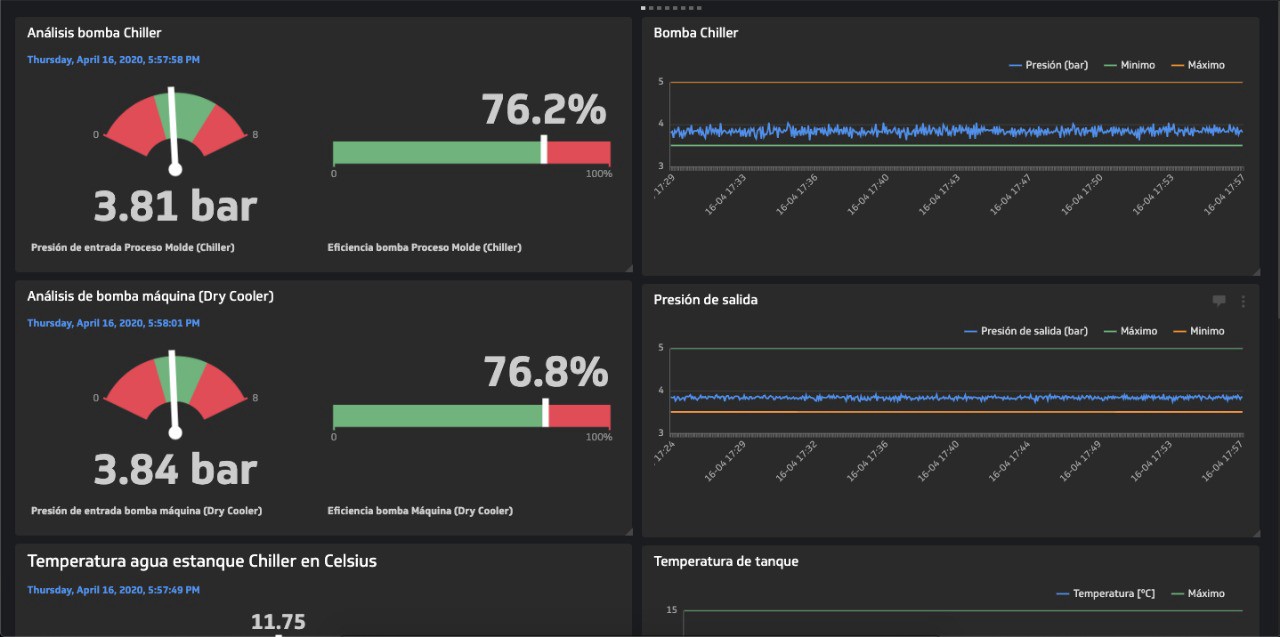 Análisis bomba Chiller
Thursday, April 16, 2020, 5:57:58 PM
0
8
3.81 bar
Presión de entrada Proceso Molde (Chiller)
76.2%
0
100%
Eficiencia bomba Proceso Molde (Chiller)
Bomba Chiller
Presión (bar) Minimo Máximo
5
4
3
17:29 16-04 17:33 16-04 17:36 16-04 17:40 16-04 17:43 16-04 17:47 16-04 17:50 16-04 17:53 16-04 17:57
Análisis de bomba máquina (Dry Cooler)
Thursday, April 16, 2020, 5:58:01 PM
0
8
3.84 bar
Presión de entrada bomba máquina (Dry Cooler)
76.8%
0
100%
Eficiencia bomba Máquina (Dry Cooler)
Presión de salida
Presión de salida (bar) Máximo Minimo
5
4
3
17:24 16-04 17:29 16-04 17:32 16-04 17:36 16-04 17:40 16-04 17:44 16-04 17:49 16-04 17:53 16-04 17:57
Temperatura agua estanque Chiller en Celsius
Thursday, April 16, 2020, 5:57:49 PM
11.75
Temperatura de tanque
Temperatura [ºC] Máximo
15